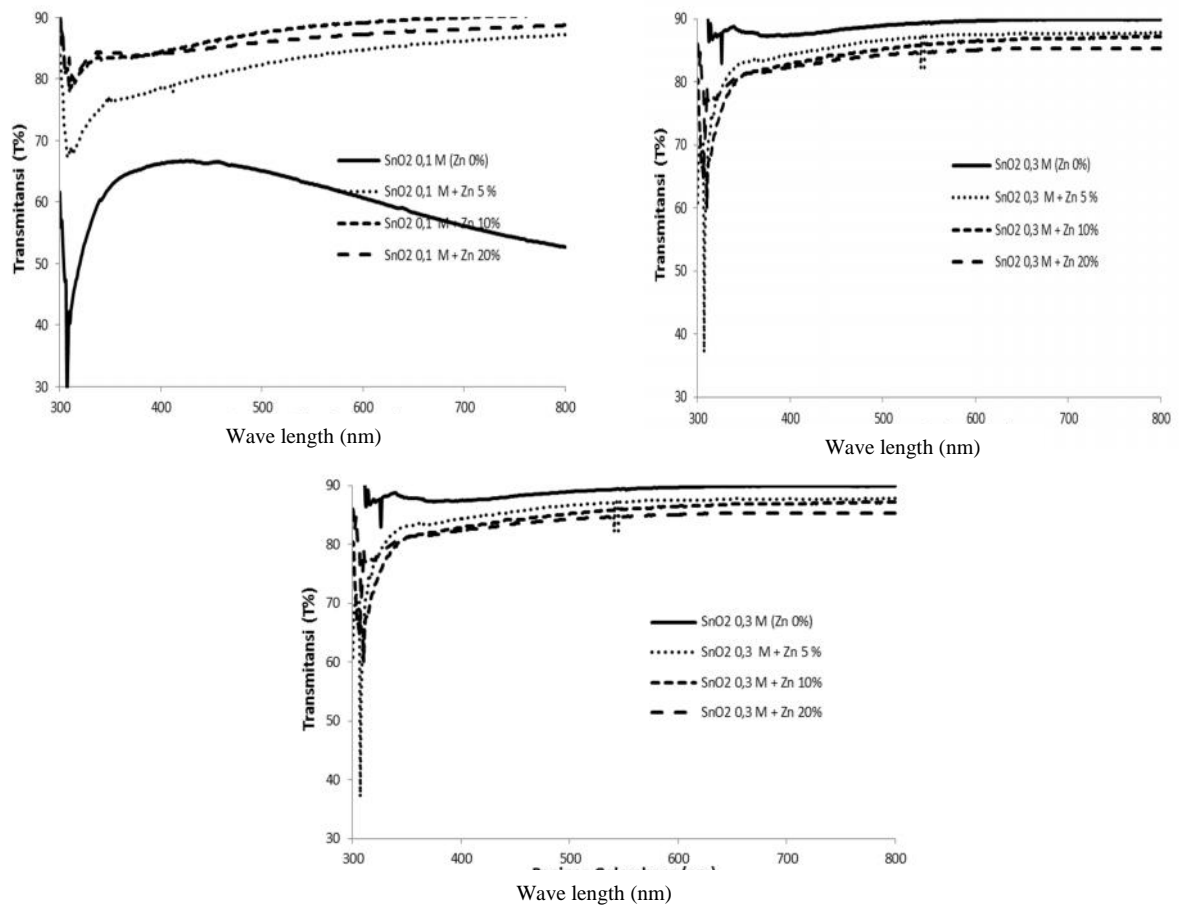 90
80
70
60
50
40
30
Transmitansi (T%)
SnO2 0,1 M (Zn 0%)
SnO2 0,1 M + Zn 5 %
SnO2 0,1 M + Zn 10%
SnO2 0,1 M + Zn 20%
300 400 500 600 700 800
Wave length (nm)
90
80
70
60
50
40
30
Transmitansi (T%)
SnO2 0,3 M (Zn 0%)
SnO2 0,3 M + Zn 5 %
SnO2 0,3 M + Zn 10%
SnO2 0,3 M + Zn 20%
300 400 500 600 700 800
Wave length (nm)
90
80
70
60
50
40
30
Transmitansi (T%)
SnO2 0,3 M (Zn 0%)
SnO2 0,3 M + Zn 5 %
SnO2 0,3 M + Zn 10%
SnO2 0,3 M + Zn 20%
300 400 500 600 700 800
Wave length (nm)